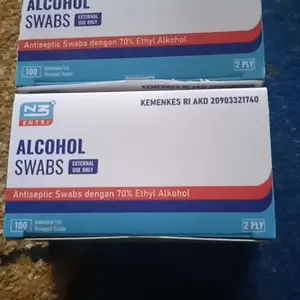 ALCOHOL
SWABS
EXTERNAL
USE ONLY
Antiseptic Swabs dengan 70% Ethyl Alkohol
100
2 PLY
KEMENKES RI AKD 20903321740
N3
ENTRI
ALCOHOL
SWABS
EXTERNAL
USE ONLY
Antiseptic Swabs dengan 70% Ethyl Alkohol
100
2 PLY